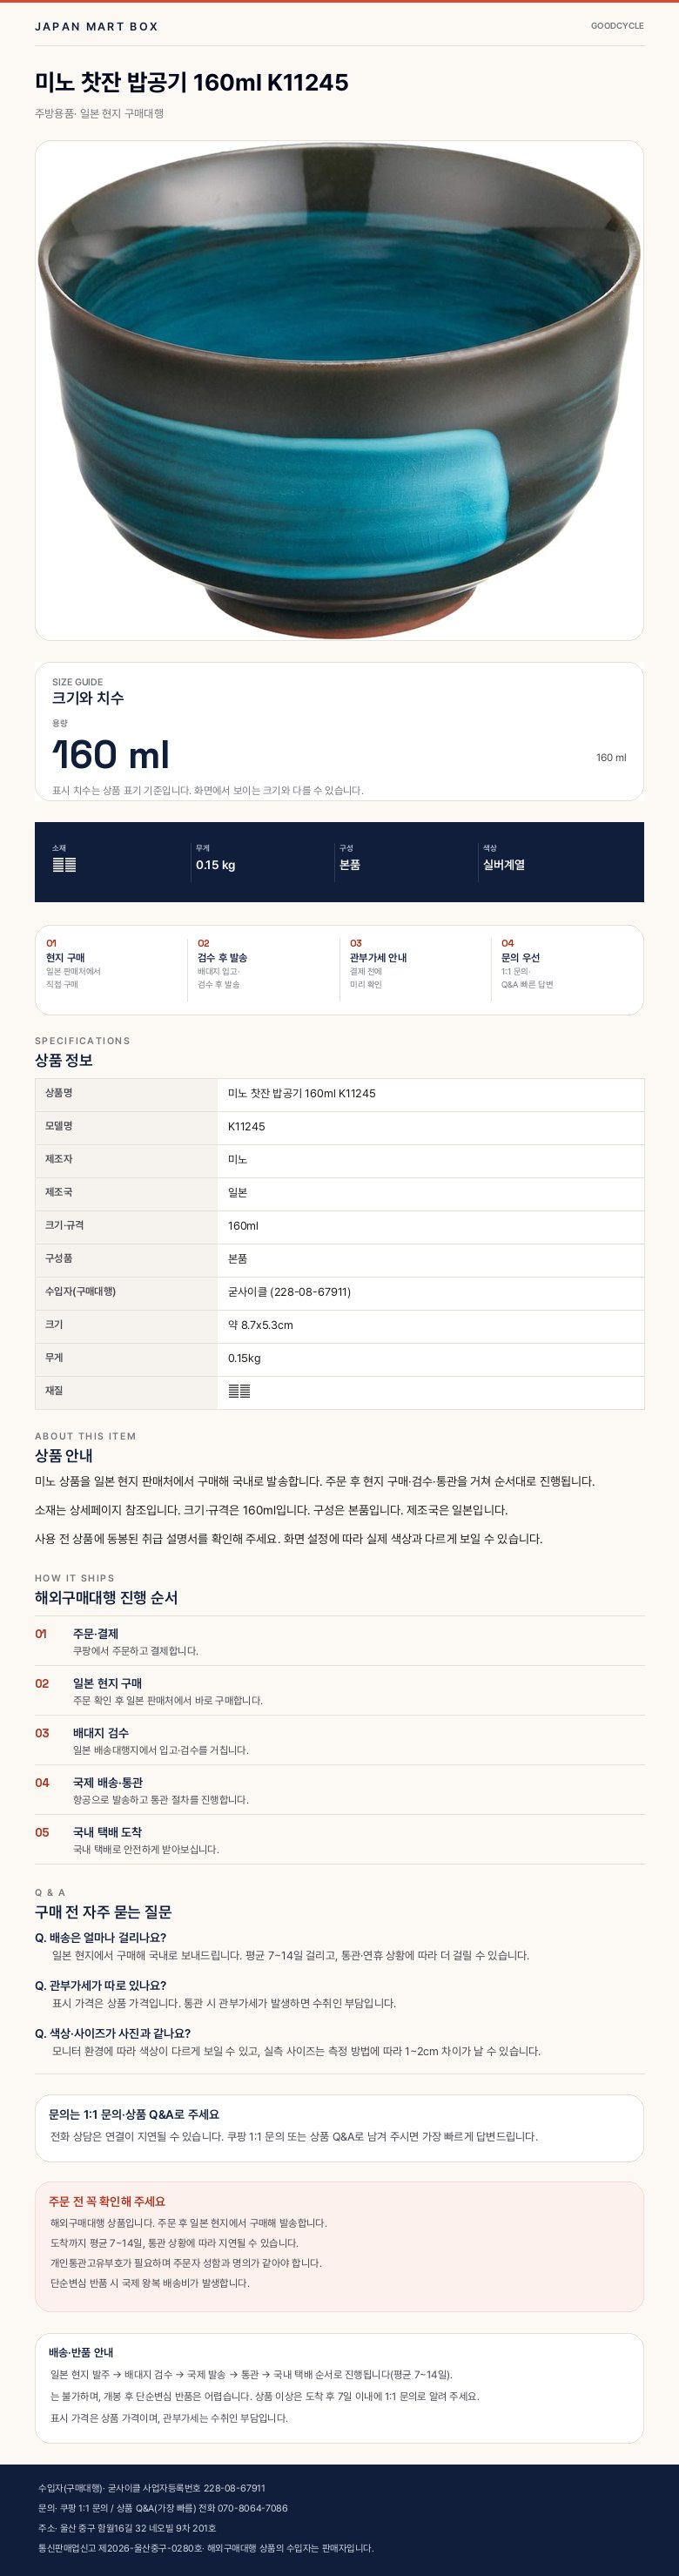 JAPAN MART BOX
GOODCYCLE
미노 찻잔 밥공기 160ml K11245
주방용품· 일본 현지 구매대행
SIZE GUIDE
크기와 치수
용량
160 ml
160 ml
표시 치수는 상품 표기 기준입니다. 화면에서 보이는 크기와 다를 수 있습니다.
소재
무게
0.15 kg
구성
본품
색상
실버계열
01
현지 구매
일본 판매처에서
직접 구매
02
검수 후 발송
배대지 입고·
검수 후 발송
03
관부가세 안내
결제 전에
미리 확인
04
문의 우선
1:1 문의·
Q&A 빠른 답변
SPECIFICATIONS
상품 정보
상품명 미노 찻잔 밥공기 160ml K11245
모델명 K11245
제조자 미노
제조국 일본
크기·규격 160ml
구성품 본품
수입자(구매대행) 굳사이클 (228-08-67911)
크기 약 8.7x5.3cm
무게 0.15kg
재질
ABOUT THIS ITEM
상품 안내
미노 상품을 일본 현지 판매처에서 구매해 국내로 발송합니다. 주문 후 현지 구매·검수·통관을 거쳐 순서대로 진행됩니다.
소재는 상세페이지 참조입니다. 크기·규격은 160ml입니다. 구성은 본품입니다. 제조국은 일본입니다.
사용 전 상품에 동봉된 취급 설명서를 확인해 주세요. 화면 설정에 따라 실제 색상과 다르게 보일 수 있습니다.
HOW IT SHIPS
해외구매대행 진행 순서
01 주문·결제
쿠팡에서 주문하고 결제합니다.
02 일본 현지 구매
주문 확인 후 일본 판매처에서 바로 구매합니다.
03 배대지 검수
일본 배송대행지에서 입고·검수를 거칩니다.
04 국제 배송·통관
항공으로 발송하고 통관 절차를 진행합니다.
05 국내 택배 도착
국내 택배로 안전하게 받아보십니다.
Q & A
구매 전 자주 묻는 질문
Q. 배송은 얼마나 걸리나요?
일본 현지에서 구매해 국내로 보내드립니다. 평균 7~14일 걸리고, 통관·연휴 상황에 따라 더 걸릴 수 있습니다.
Q. 관부가세가 따로 있나요?
표시 가격은 상품 가격입니다. 통관 시 관부가세가 발생하면 수취인 부담입니다.
Q. 색상·사이즈가 사진과 같나요?
모니터 환경에 따라 색상이 다르게 보일 수 있고, 실측 사이즈는 측정 방법에 따라 1~2cm 차이가 날 수 있습니다.
문의는 1:1 문의·상품 Q&A로 주세요
전화 상담은 연결이 지연될 수 있습니다. 쿠팡 1:1 문의 또는 상품 Q&A로 남겨 주시면 가장 빠르게 답변드립니다.
주문 전 꼭 확인해 주세요
해외구매대행 상품입니다. 주문 후 일본 현지에서 구매해 발송합니다.
도착까지 평균 7~14일, 통관 상황에 따라 지연될 수 있습니다.
개인통관고유부호가 필요하며 주문자 성함과 명의가 같아야 합니다.
단순변심 반품 시 국제 왕복 배송비가 발생합니다.
배송·반품 안내
일본 현지 발주 → 배대지 검수 → 국제 발송 → 통관 → 국내 택배 순서로 진행됩니다(평균 7~14일).
는 불가하며, 개봉 후 단순변심 반품은 어렵습니다. 상품 이상은 도착 후 7일 이내에 1:1 문의로 알려 주세요.
표시 가격은 상품 가격이며, 관부가세는 수취인 부담입니다.
수입자(구매대행)· 굳사이클 사업자등록번호 228-08-67911
문의· 쿠팡 1:1 문의 / 상품 Q&A(가장 빠름) 전화 070-8064-7086
주소· 울산 중구 함월16길 32 네오빌 9차 201호
통신판매업신고 제2026-울산중구-0280호· 해외구매대행 상품의 수입자는 판매자입니다.